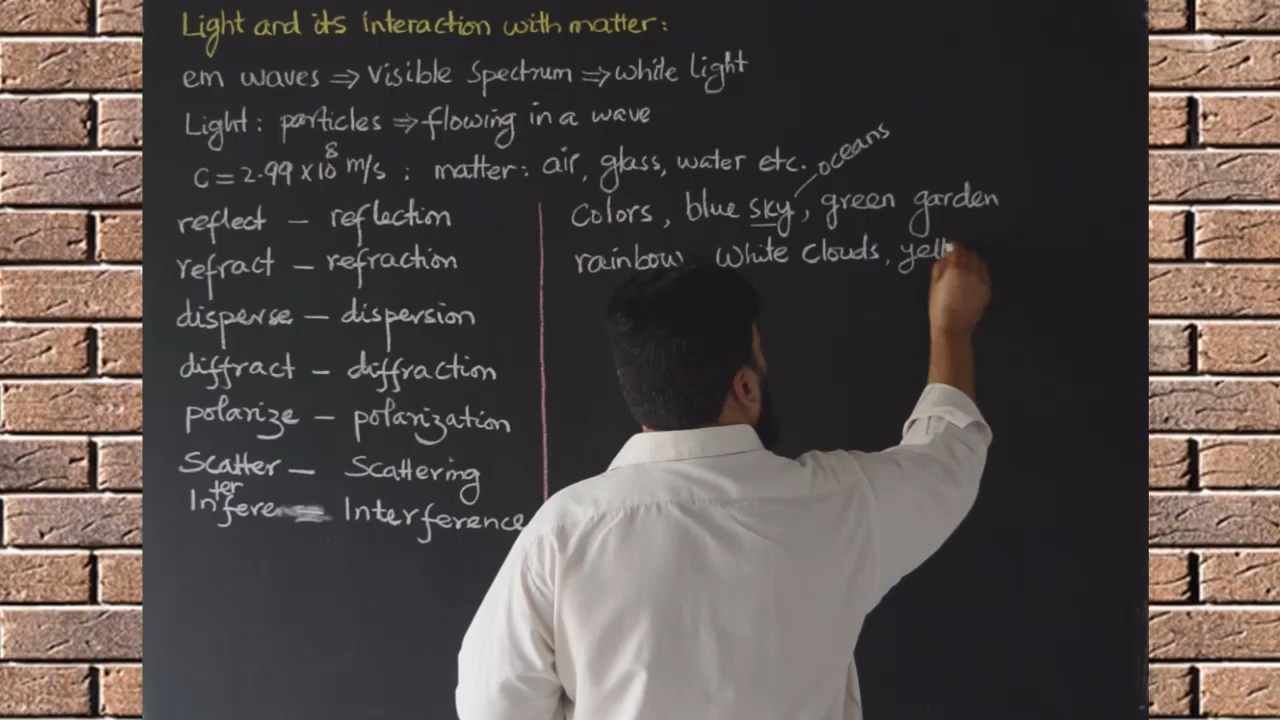 Light and its interaction with matter:
em waves ⇒ Visible Spectrum ⇒ white light
Light: particles ⇒ flowing in a wave
C = 2.99 x 10⁸ m/s : matter: air, glass, water etc.
oceans
reflect – reflection
refract – refraction
disperse – dispersion
diffract – diffraction
polarize – polarization
Scatter – Scattering
Interfere – Interference
Colors, blue sky, green garden
rainbow White Clouds, yell